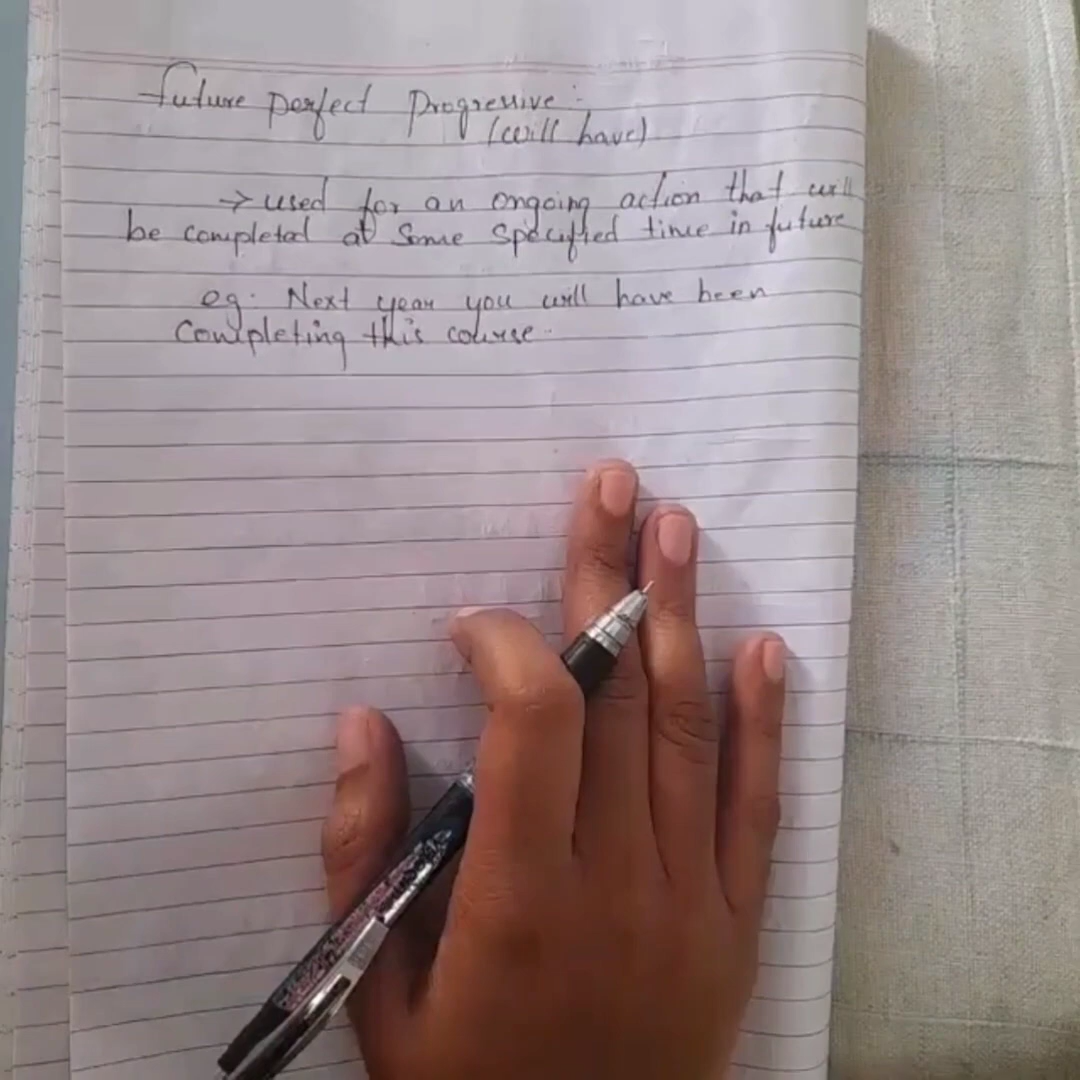 Future perfect Progressive :-
(will have)
→ used for an ongoing action that will
be completed at Some Specified time in future
eg. Next year you will have been
Completing this course.